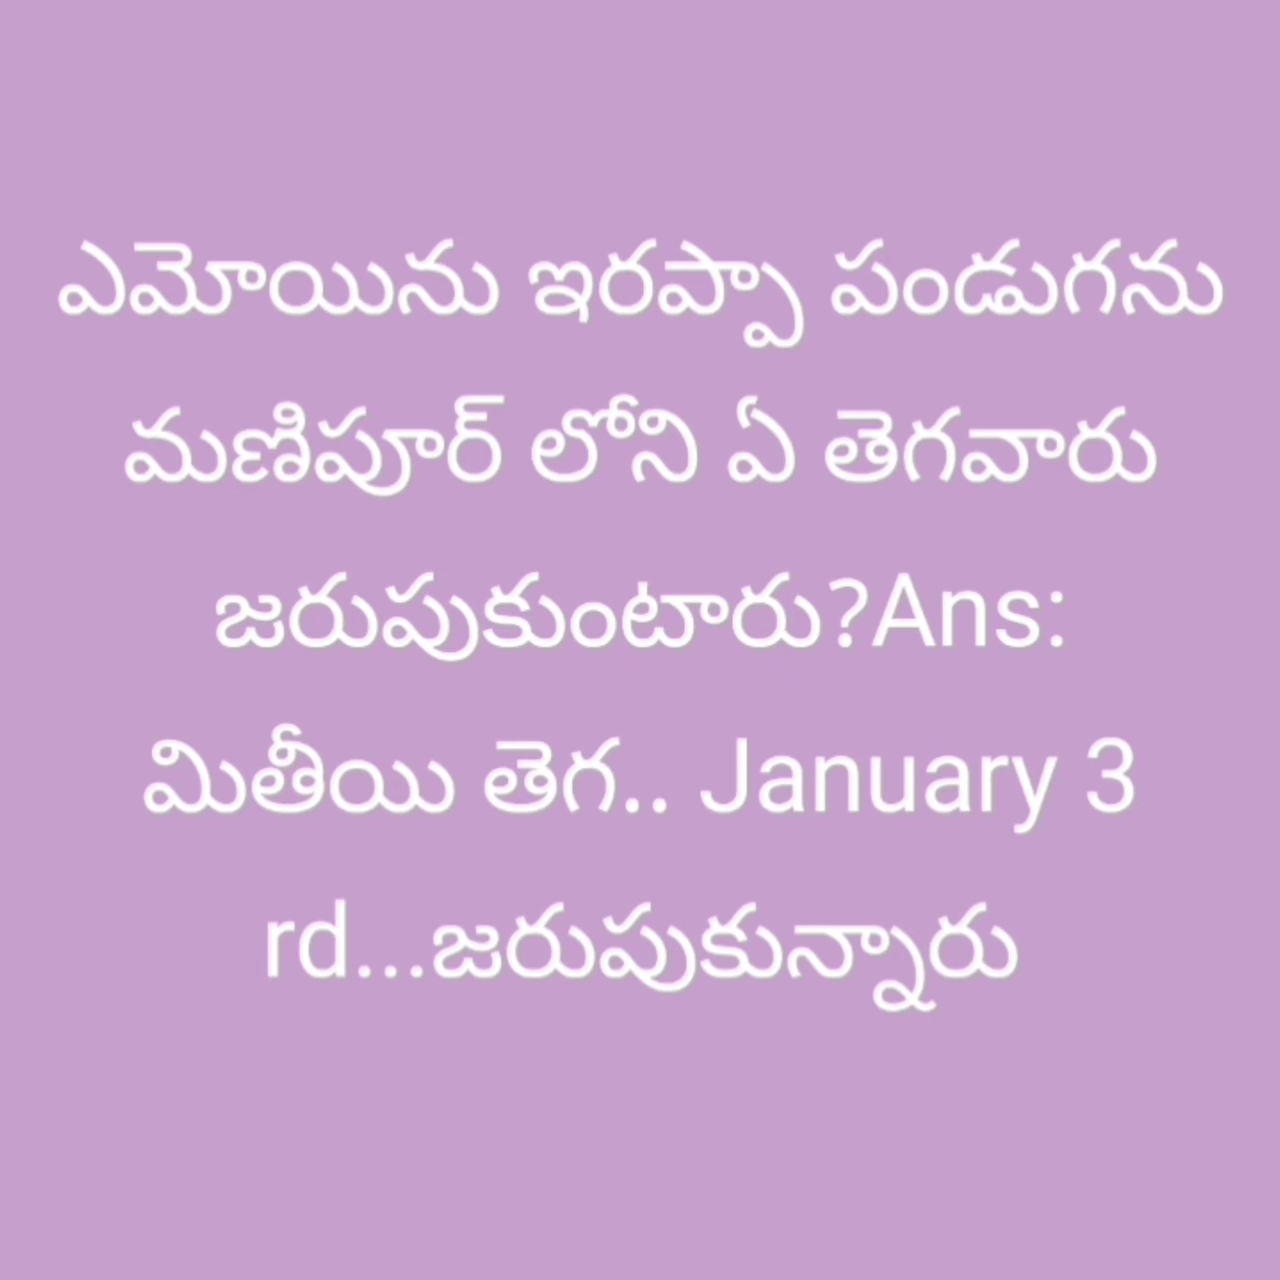 ఎమోయిను ఇరప్పా పండుగను
మణిపూర్ లోని ఏ తెగవారు
జరుపుకుంటారు?Ans:
మితీయి తెగ.. January 3
rd...జరుపుకున్నారు